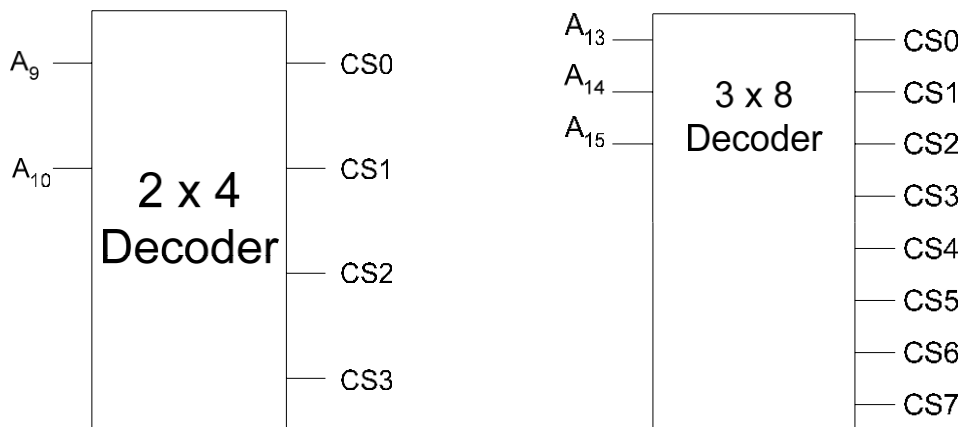 A₉
A₁₀
2 x 4
Decoder
CS0
CS1
CS2
CS3
A₁₃
A₁₄
A₁₅
3 x 8
Decoder
CS0
CS1
CS2
CS3
CS4
CS5
CS6
CS7